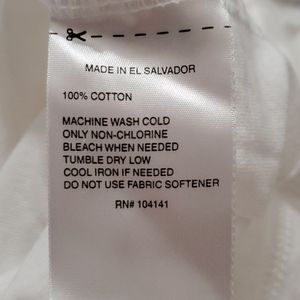 MADE IN EL SALVADOR
100% COTTON
MACHINE WASH COLD
ONLY NON-CHLORINE
BLEACH WHEN NEEDED
TUMBLE DRY LOW
COOL IRON IF NEEDED
DO NOT USE FABRIC SOFTENER
RN# 104141